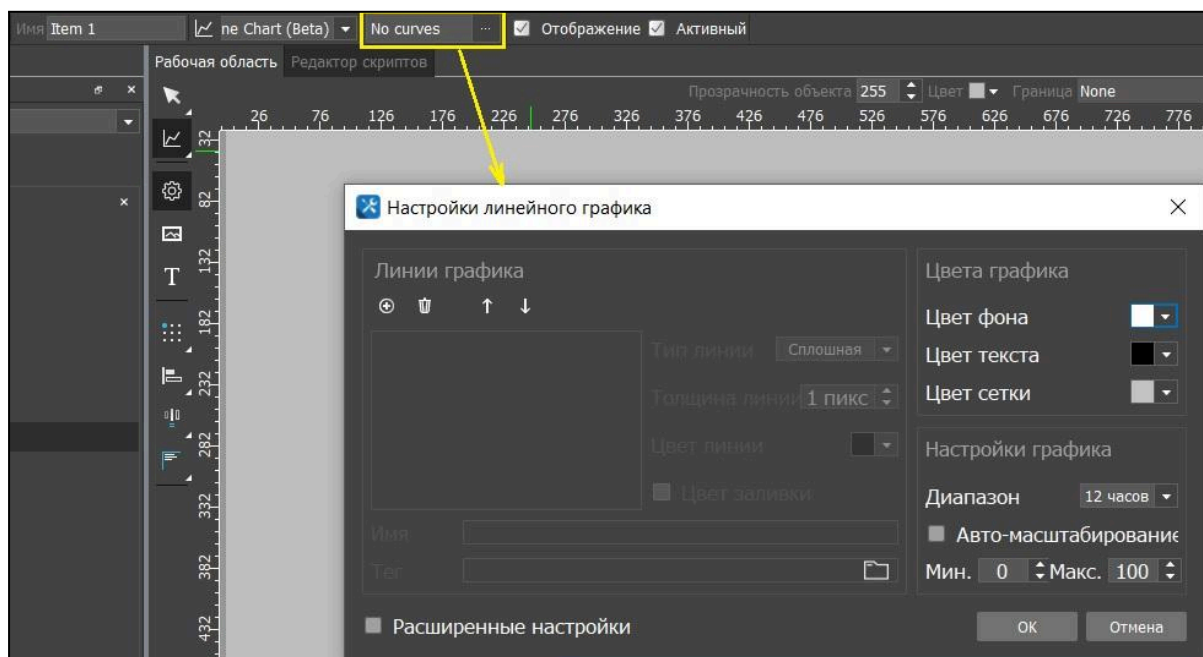 Имя Item 1 ne Chart (Beta) No curves ... Отображение Активный
Рабочая область Редактор скриптов
Прозрачность объекта 255 Цвет Граница None
26 76 126 176 226 276 326 376 426 476 526 576 626 676 726 776
32
82
132
182
232
282
332
382
432
T
Настройки линейного графика
Линии графика
Тип линии Сплошная
Толщина линии 1 пикс
Цвет линии
Цвет заливки
Имя
Тег
Расширенные настройки
Цвета графика
Цвет фона
Цвет текста
Цвет сетки
Настройки графика
Диапазон 12 часов
Авто-масштабирование
Мин. 0 Макс. 100
ОК Отмена